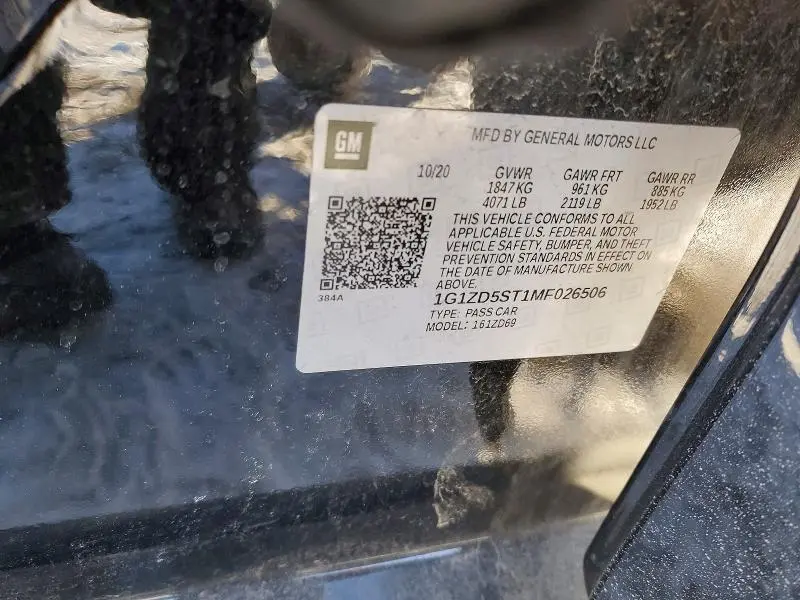 GM
MFD BY GENERAL MOTORS LLC
10/20 GVWR GAWR FRT GAWR RR
1847 KG 961 KG 885 KG
4071 LB 2119 LB 1952 LB
THIS VEHICLE CONFORMS TO ALL
APPLICABLE U.S. FEDERAL MOTOR
VEHICLE SAFETY, BUMPER, AND THEFT
PREVENTION STANDARDS IN EFFECT ON
THE DATE OF MANUFACTURE SHOWN
ABOVE.
384A
1G1ZD5ST1MF026506
TYPE: PASS CAR
MODEL: 161ZD69